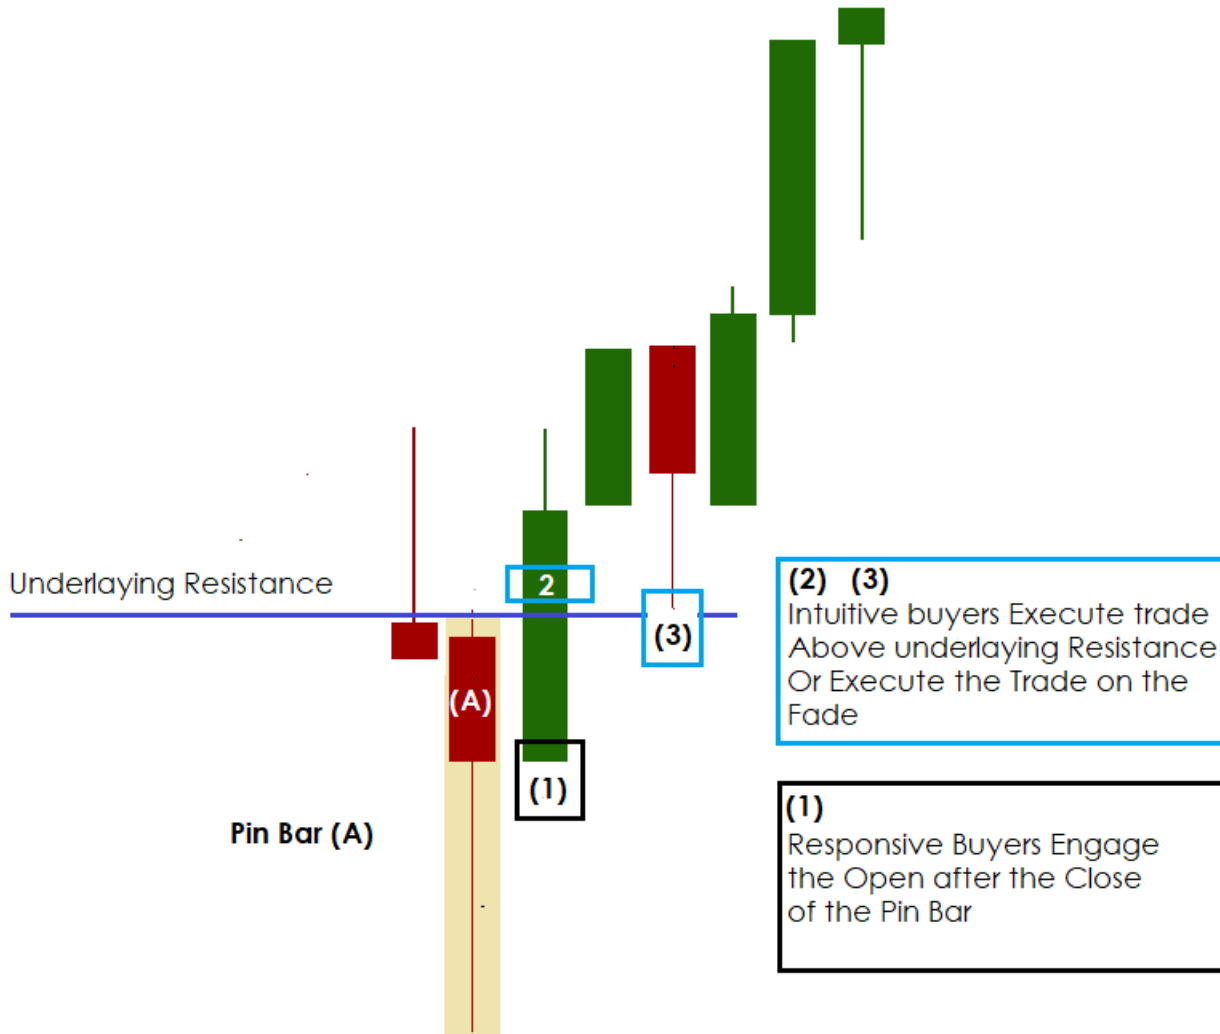 Underlaying Resistance
(A)
2
(3)
(1)
Pin Bar (A)
(2) (3)
Intuitive buyers Execute trade
Above underlaying Resistance
Or Execute the Trade on the
Fade
(1)
Responsive Buyers Engage
the Open after the Close
of the Pin Bar